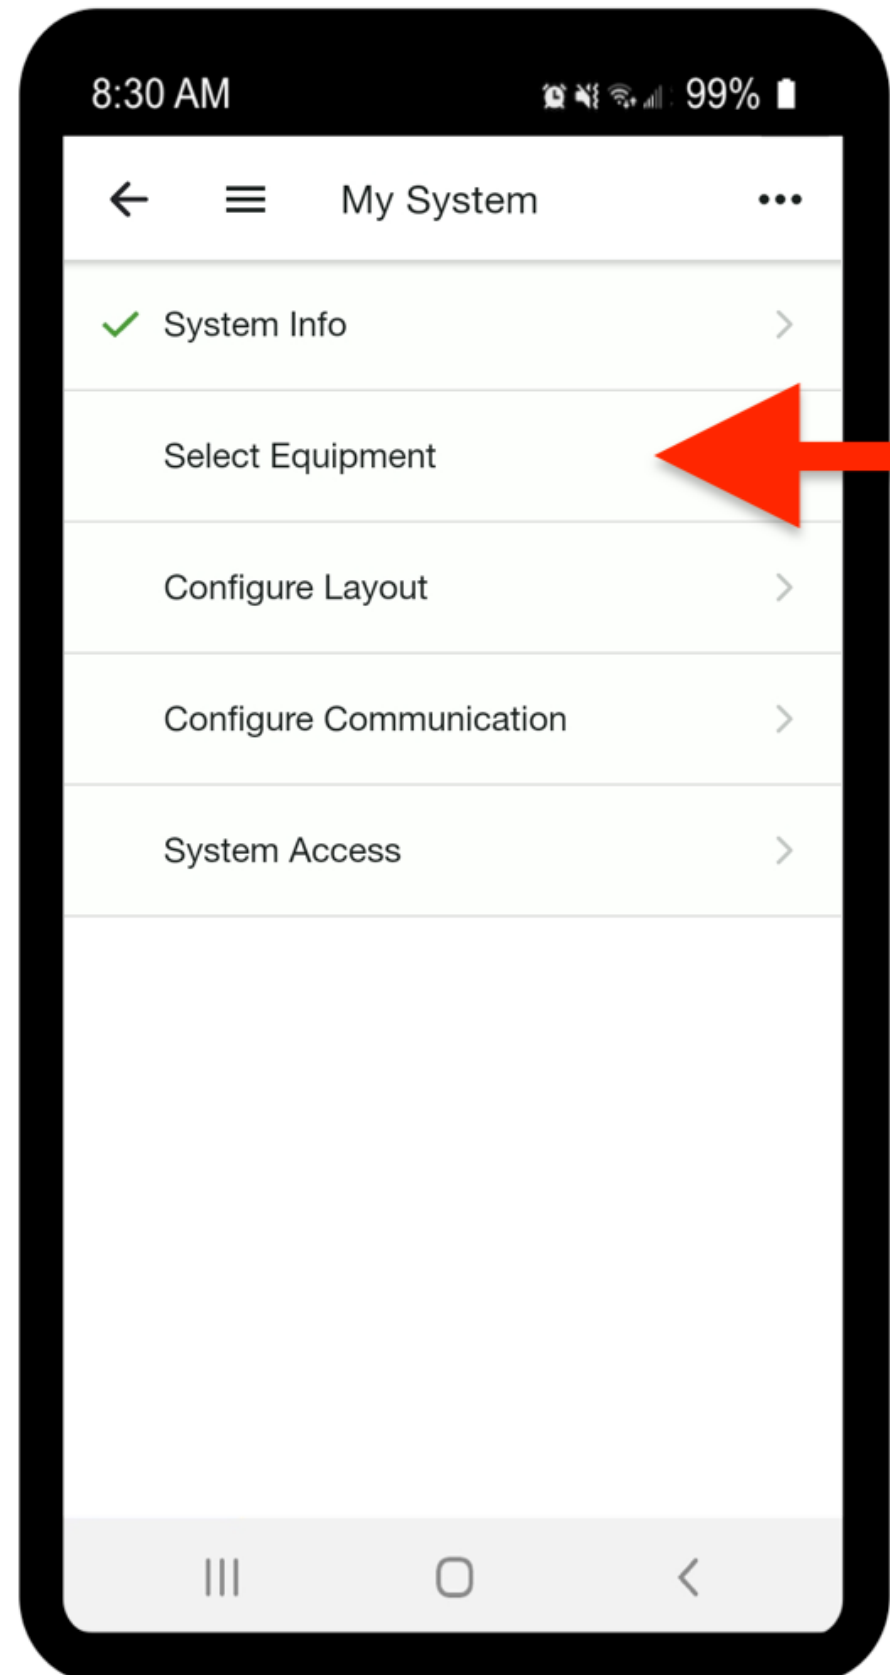 8:30 AM 99%
My System
System Info
Select Equipment
Configure Layout
Configure Communication
System Access